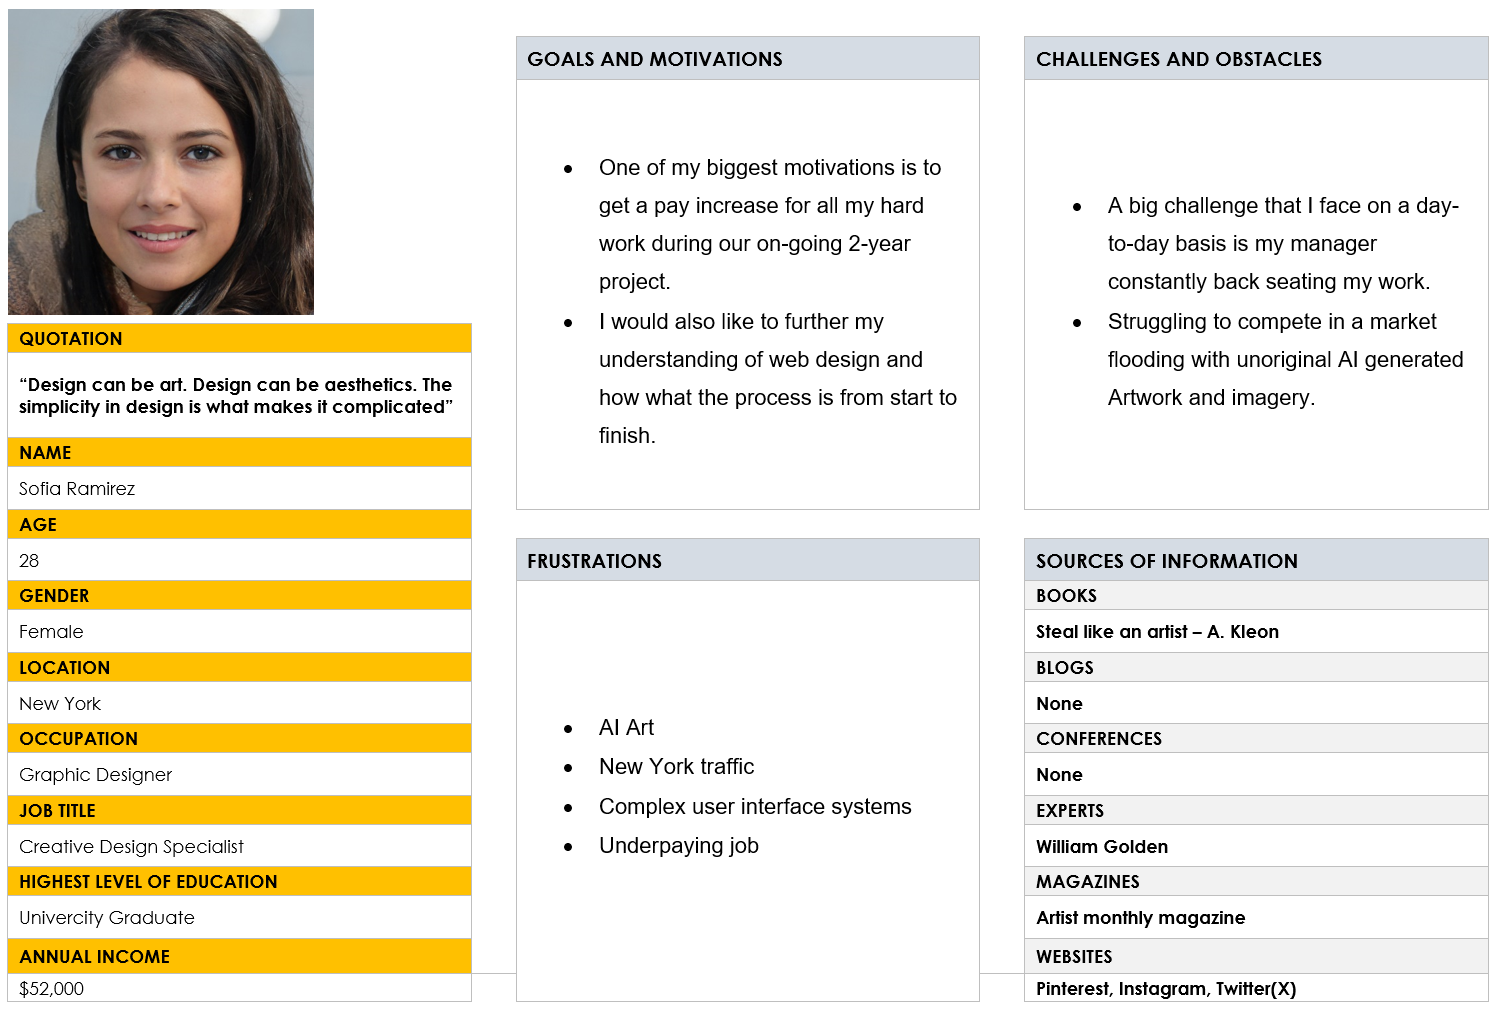 QUOTATION
“Design can be art. Design can be aesthetics. The
simplicity in design is what makes it complicated”
NAME
Sofia Ramirez
AGE
28
GENDER
Female
LOCATION
New York
OCCUPATION
Graphic Designer
JOB TITLE
Creative Design Specialist
HIGHEST LEVEL OF EDUCATION
Univercity Graduate
ANNUAL INCOME
$52,000
GOALS AND MOTIVATIONS
• One of my biggest motivations is to
get a pay increase for all my hard
work during our on-going 2-year
project.
• I would also like to further my
understanding of web design and
how what the process is from start to
finish.
FRUSTRATIONS
• AI Art
• New York traffic
• Complex user interface systems
• Underpaying job
CHALLENGES AND OBSTACLES
• A big challenge that I face on a day-
to-day basis is my manager
constantly back seating my work.
• Struggling to compete in a market
flooding with unoriginal AI generated
Artwork and imagery.
SOURCES OF INFORMATION
BOOKS
Steal like an artist – A. Kleon
BLOGS
None
CONFERENCES
None
EXPERTS
William Golden
MAGAZINES
Artist monthly magazine
WEBSITES
Pinterest, Instagram, Twitter(X)